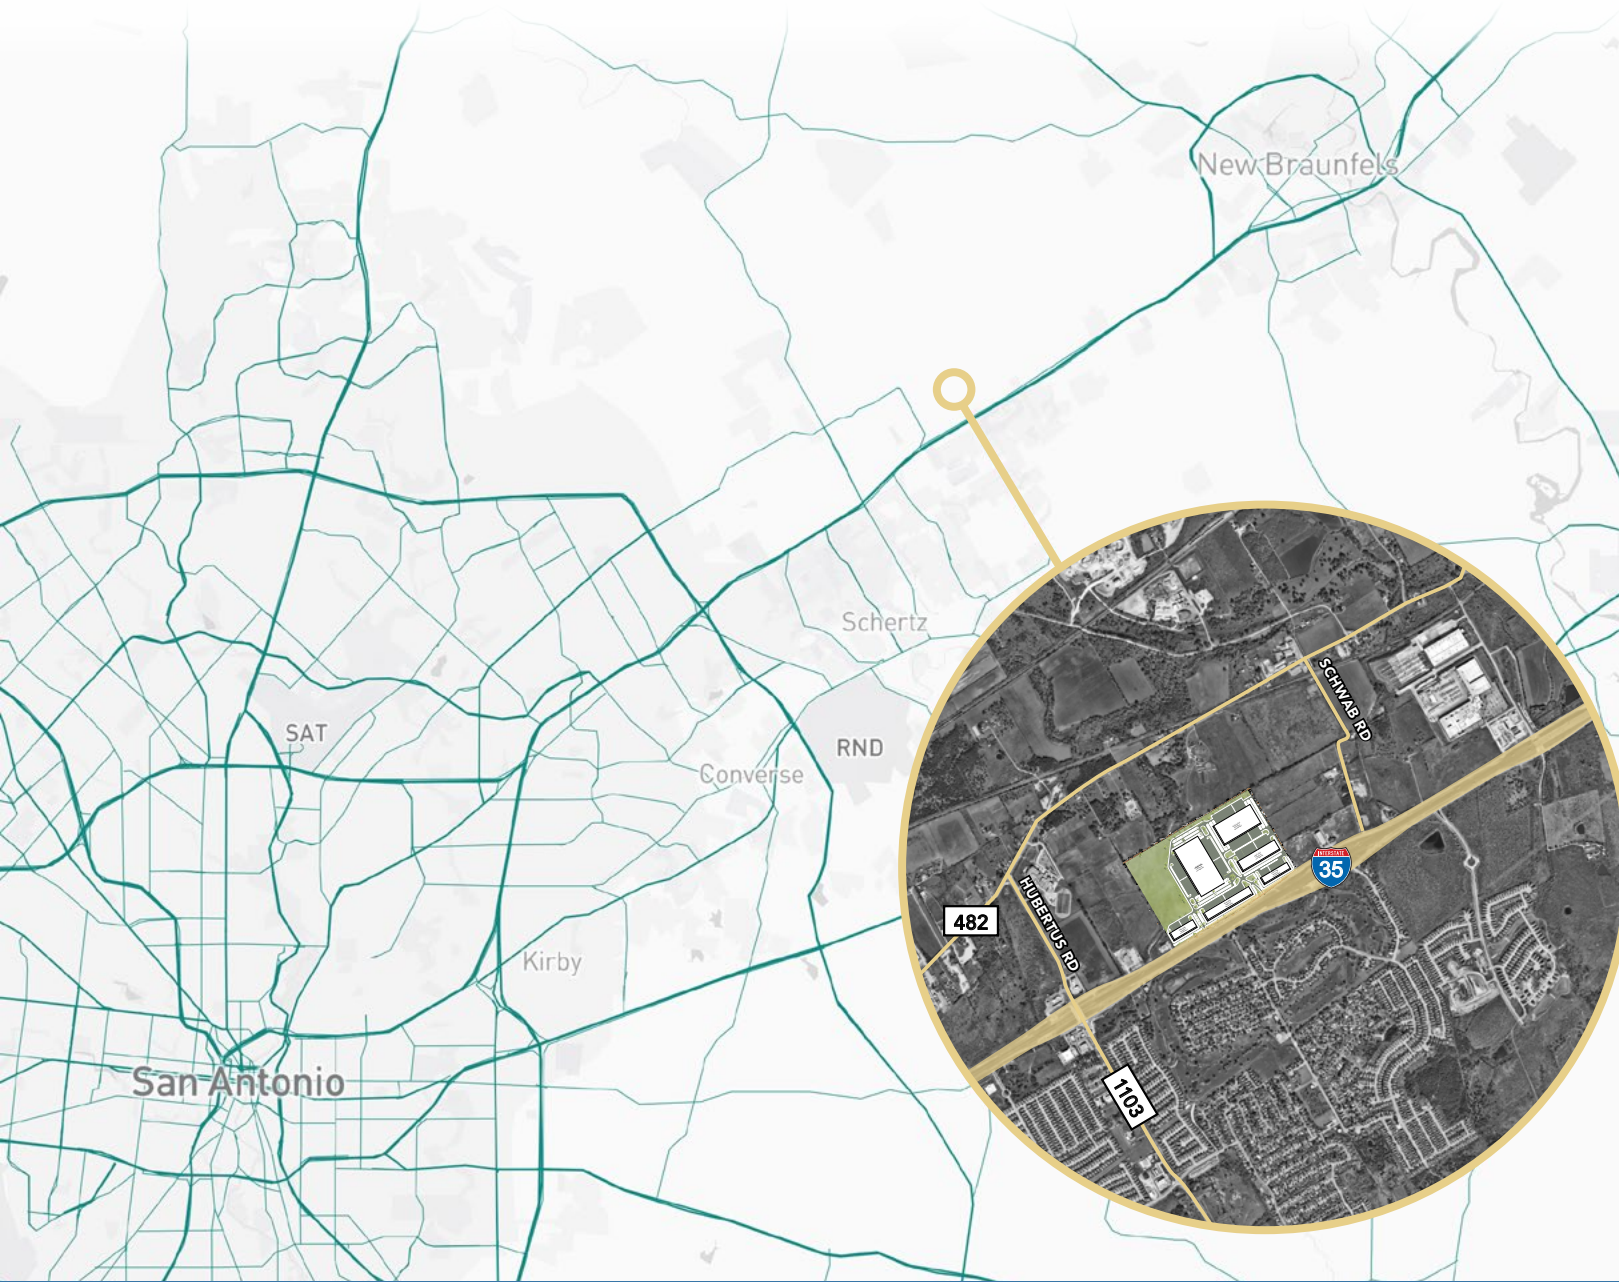 New Braunfels
Schertz
SAT
RND
Converse
Kirby
San Antonio
SCHWAB RD
INTERSTATE
35
482
HUBERTUS RD
1103